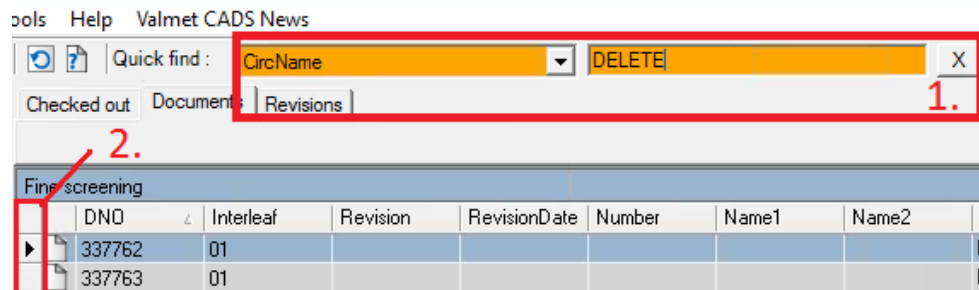 ools Help Valmet CADS News
Quick find : CircName DELETE X
1.
Checked out Documents Revisions
2.
Fine screening
DNO Interleaf Revision RevisionDate Number Name1 Name2
337762 01
337763 01